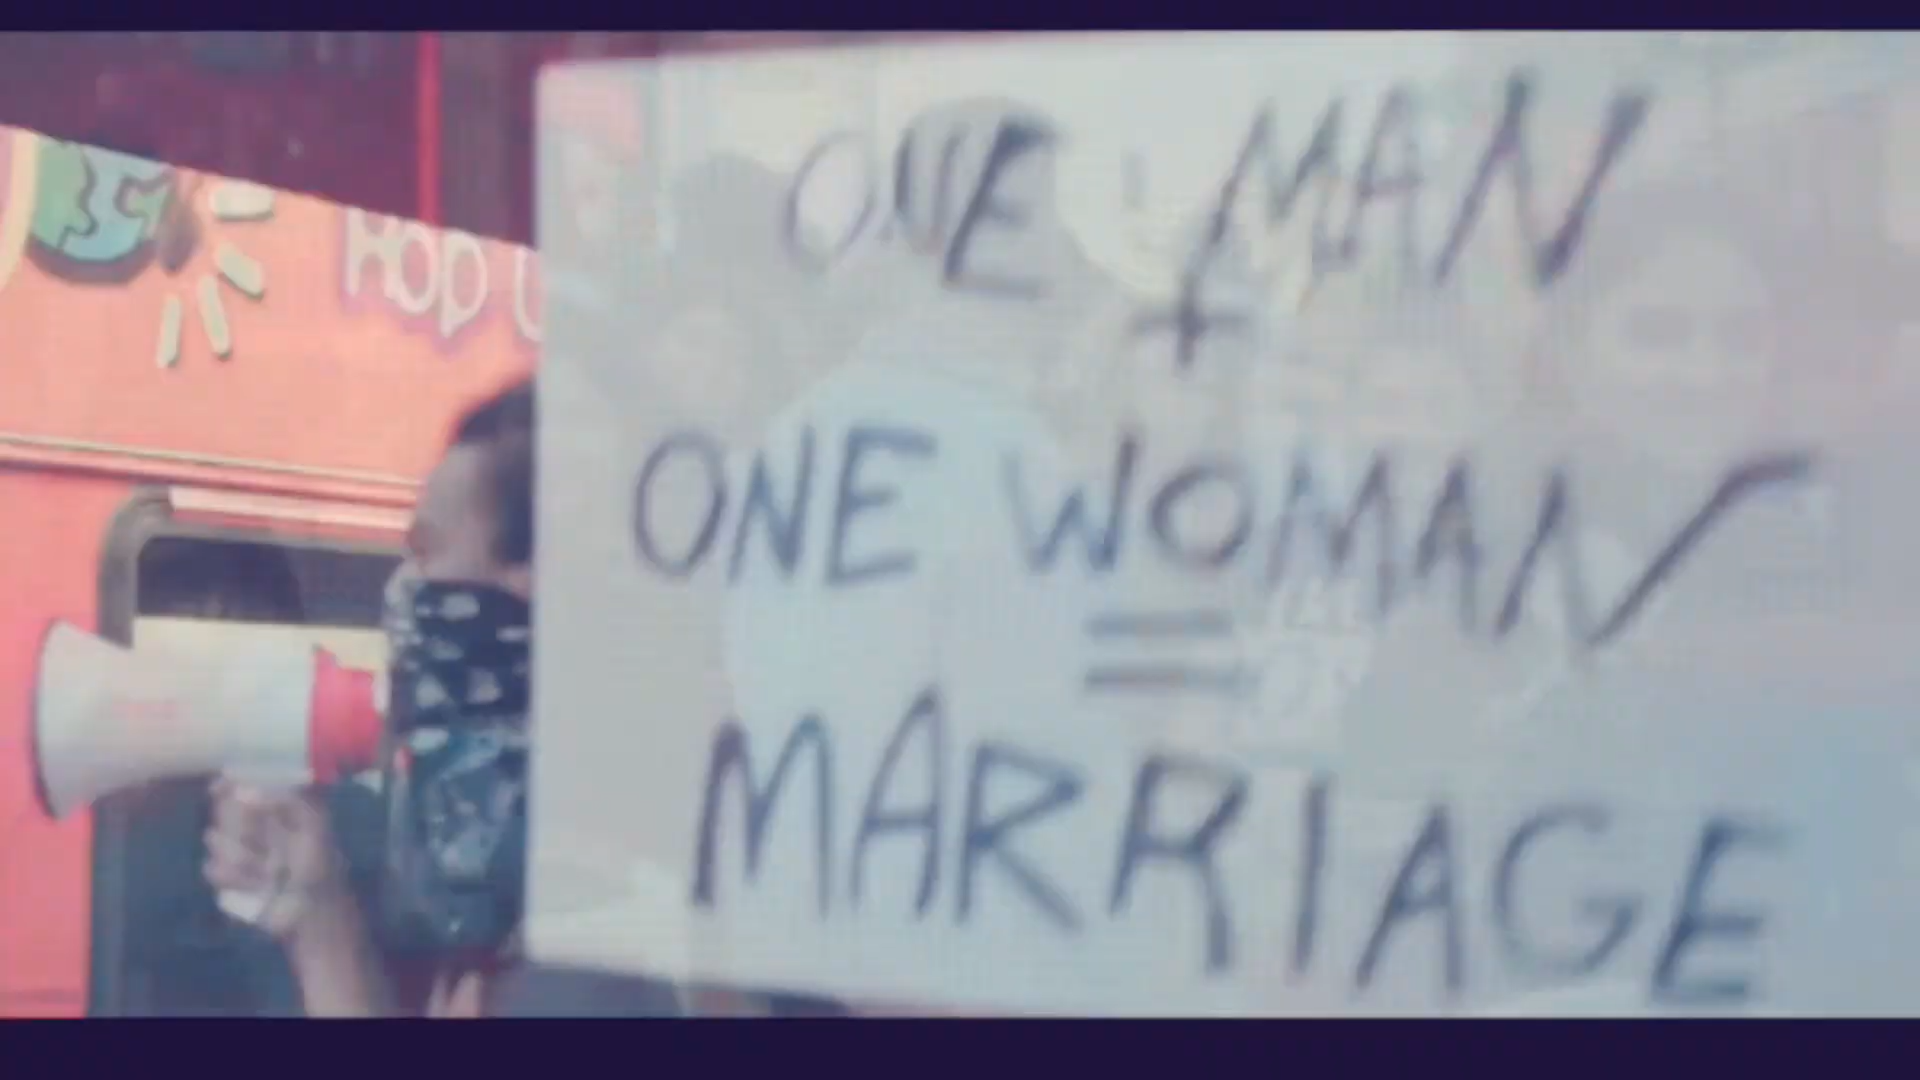 ONE MAN
+
ONE WOMAN
=
MARRIAGE